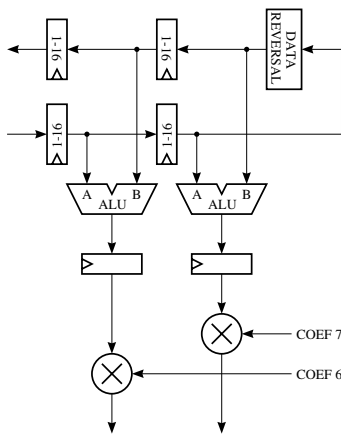 1-16
1-16
DATA
REVERSAL
1-16
1-16
A
B
ALU
A
B
ALU
COEF 7
COEF 6